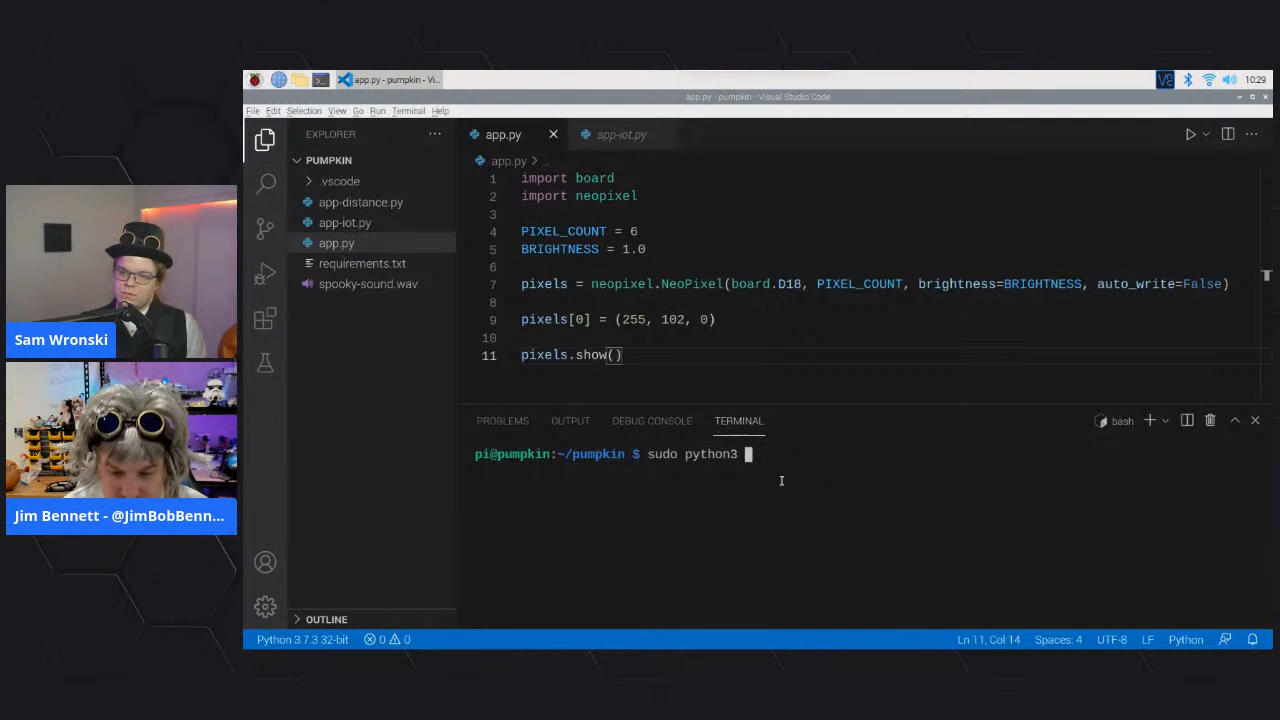 app.py - pumpkin - Vi...
10:29
app.py - pumpkin - Visual Studio Code
File Edit Selection View Go Run Terminal Help
EXPLORER
PUMPKIN
.vscode
app-distance.py
app-iot.py
app.py
requirements.txt
spooky-sound.wav
OUTLINE
app.py
app-iot.py
app.py > ...
1 import board
2 import neopixel
3
4 PIXEL_COUNT = 6
5 BRIGHTNESS = 1.0
6
7 pixels = neopixel.NeoPixel(board.D18, PIXEL_COUNT, brightness=BRIGHTNESS, auto_write=False)
8
9 pixels[0] = (255, 102, 0)
10
11 pixels.show()
PROBLEMS OUTPUT DEBUG CONSOLE TERMINAL
bash
pi@pumpkin:~/pumpkin $ sudo python3
Python 3.7.3 32-bit 0 0
Ln 11, Col 14 Spaces: 4 UTF-8 LF Python
Sam Wronski
Jim Bennett - @JimBobBenn...